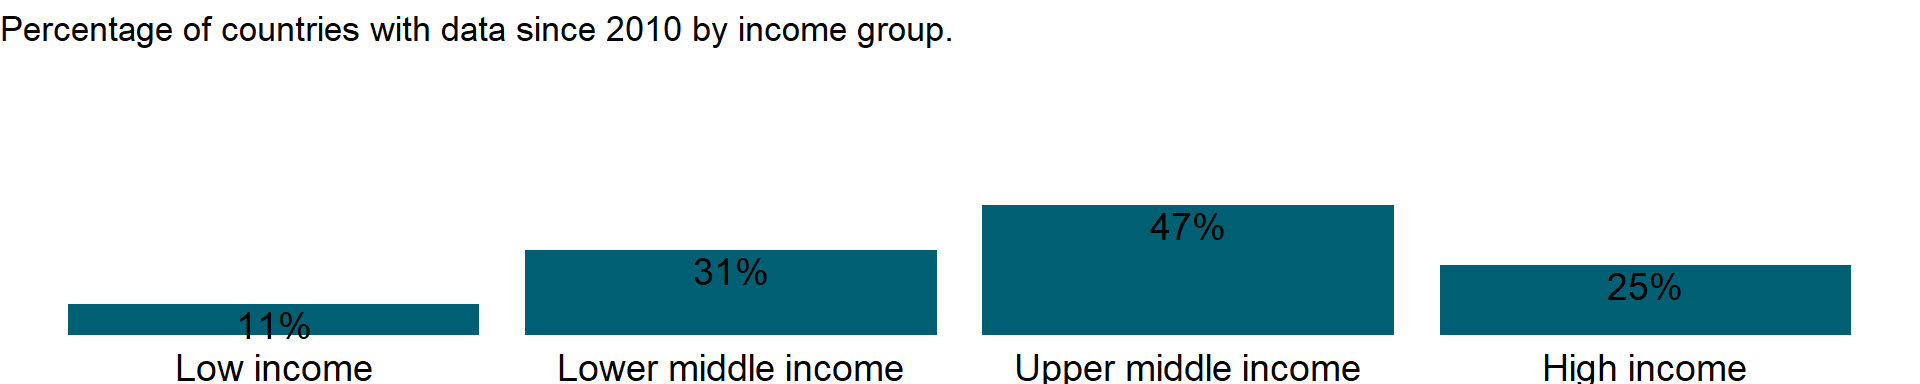 Percentage of countries with data since 2010 by income group.
47%
31%
25%
11%
Low income Lower middle income Upper middle income High income